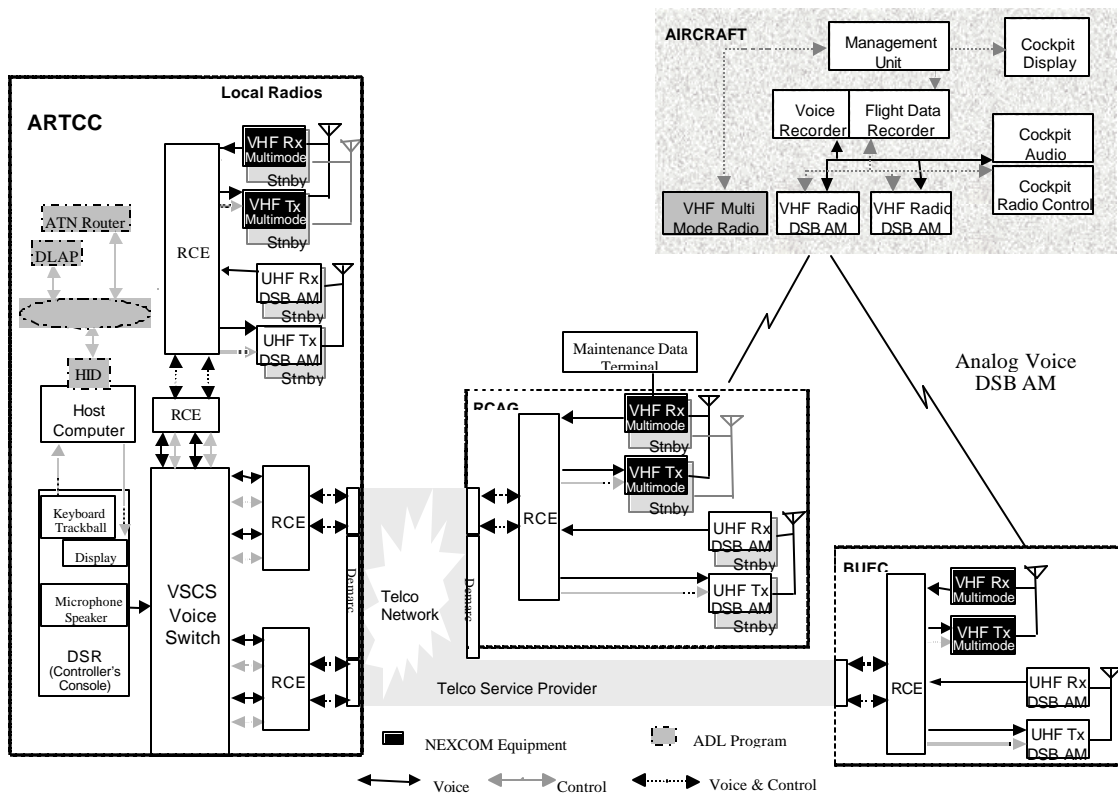 AIRCRAFT
Management
Unit
Cockpit
Display
Voice
Recorder
Flight Data
Recorder
Cockpit
Audio
Cockpit
Radio Control
VHF Multi
Mode Radio
VHF Radio
DSB AM
VHF Radio
DSB AM
Local Radios
ARTCC
VHF Rx
Multimode
Stnby
VHF Tx
Multimode
Stnby
UHF Rx
DSB AM
Stnby
UHF Tx
DSB AM
Stnby
RCE
ATN Router
DLAP
HID
Host
Computer
RCE
Keyboard
Trackball
Display
Microphone
Speaker
DSR
(Controller's
Console)
VSCS
Voice
Switch
RCE
RCE
Demarc
Telco
Network
Demarc
Telco Service Provider
Maintenance Data
Terminal
RCAG
VHF Rx
Multimode
Stnby
VHF Tx
Multimode
Stnby
RCE
UHF Rx
DSB AM
UHF Tx
DSB AM
Stnby
Analog Voice
DSB AM
BUEC
VHF Rx
Multimode
VHF Tx
Multimode
RCE
UHF Rx
DSB AM
UHF Tx
DSB AM
NEXCOM Equipment
ADL Program
Voice
Control
Voice & Control